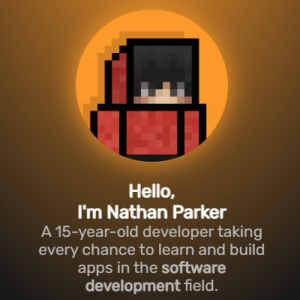 Hello,
I'm Nathan Parker
A 15-year-old developer taking
every chance to learn and build
apps in the software
development field.